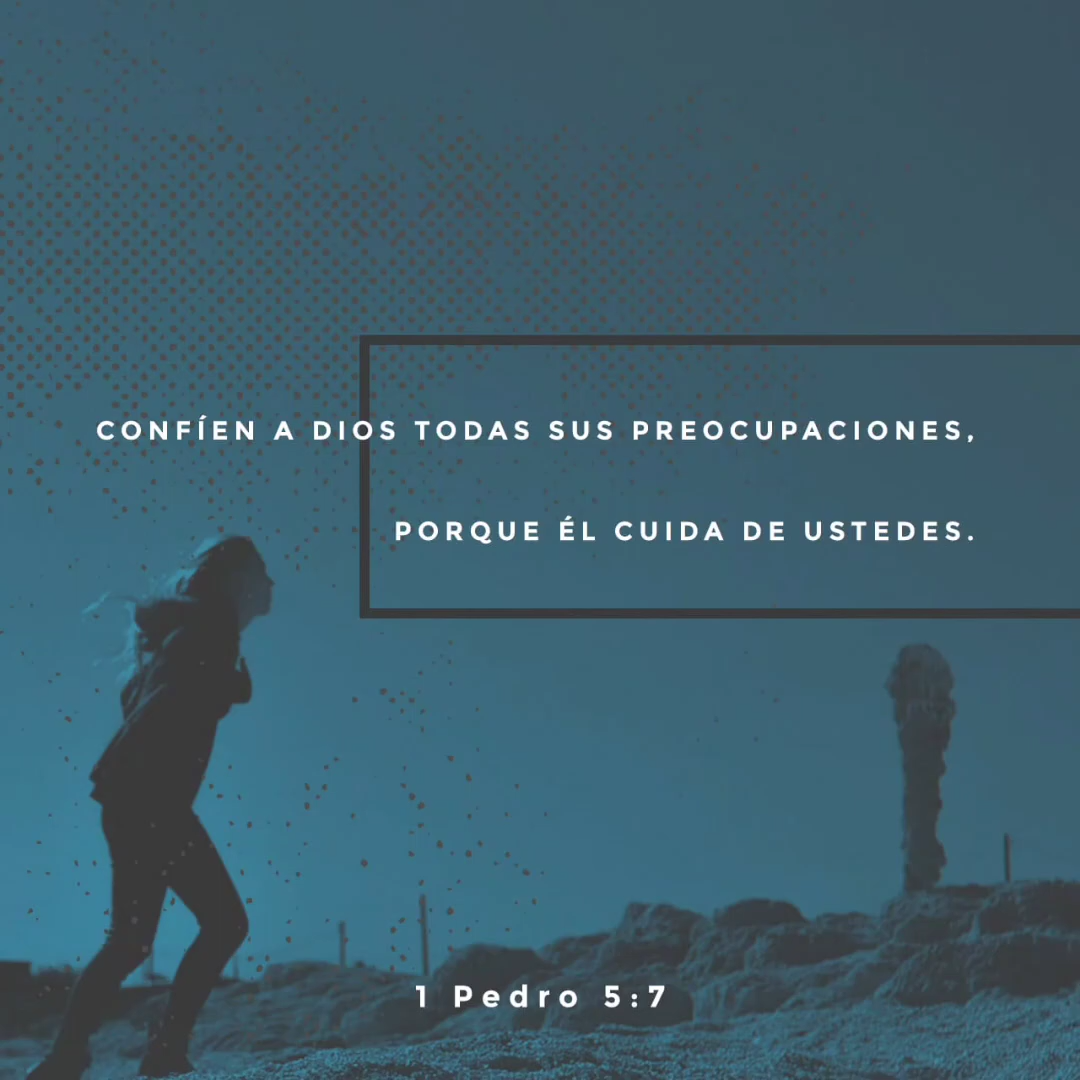 CONFÍEN A DIOS TODAS SUS PREOCUPACIONES,
PORQUE ÉL CUIDA DE USTEDES.
1 Pedro 5:7